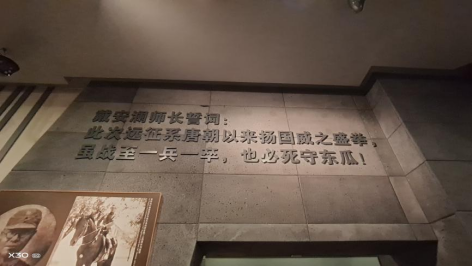 戴安澜师长誓词：
此次远征系唐朝以来扬国威之盛举，
虽战至一兵一卒，也必死守东瓜！
X30